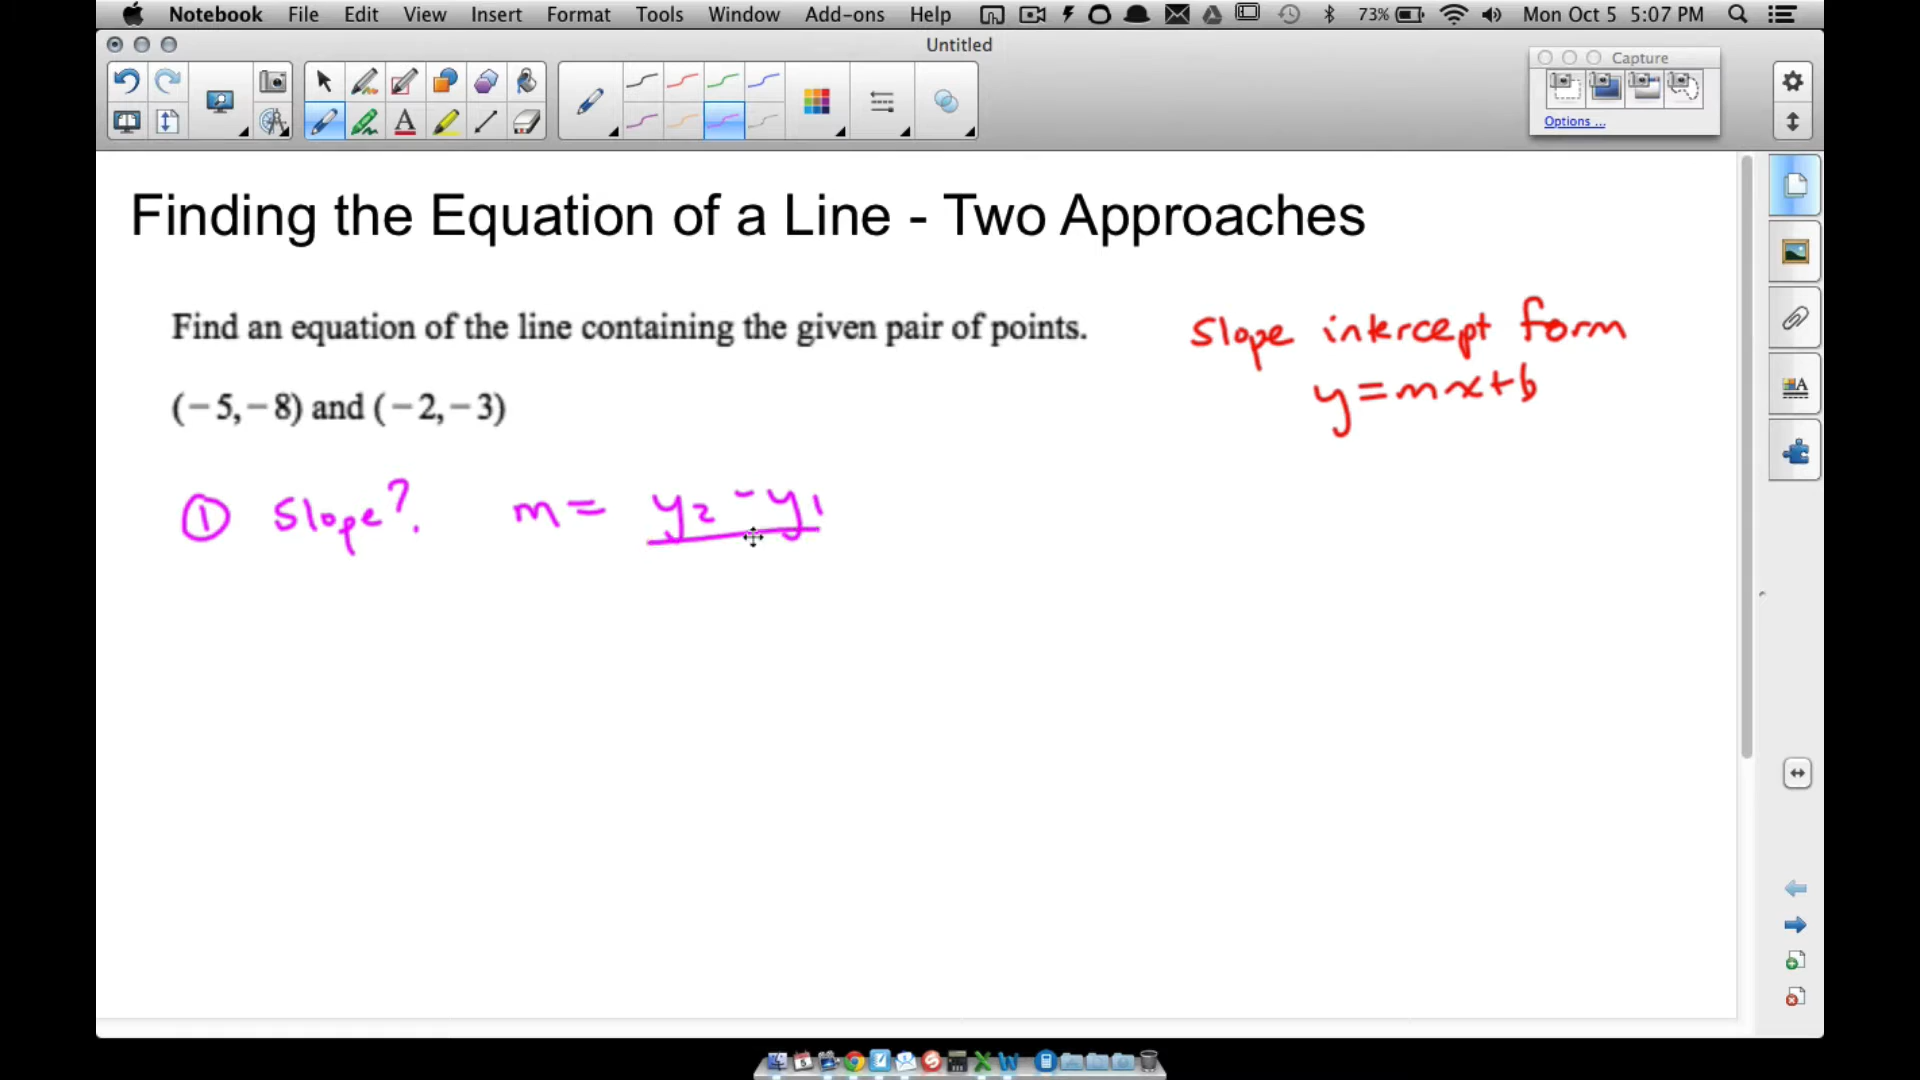 Notebook File Edit View Insert Format Tools Window Add-ons Help 73% Mon Oct 5 5:07 PM
Untitled
Capture
Options ...
Finding the Equation of a Line - Two Approaches
Find an equation of the line containing the given pair of points.
(−5,−8) and (−2,−3)
slope intercept form
y=mx+b
① Slope? m= y₂-y₁